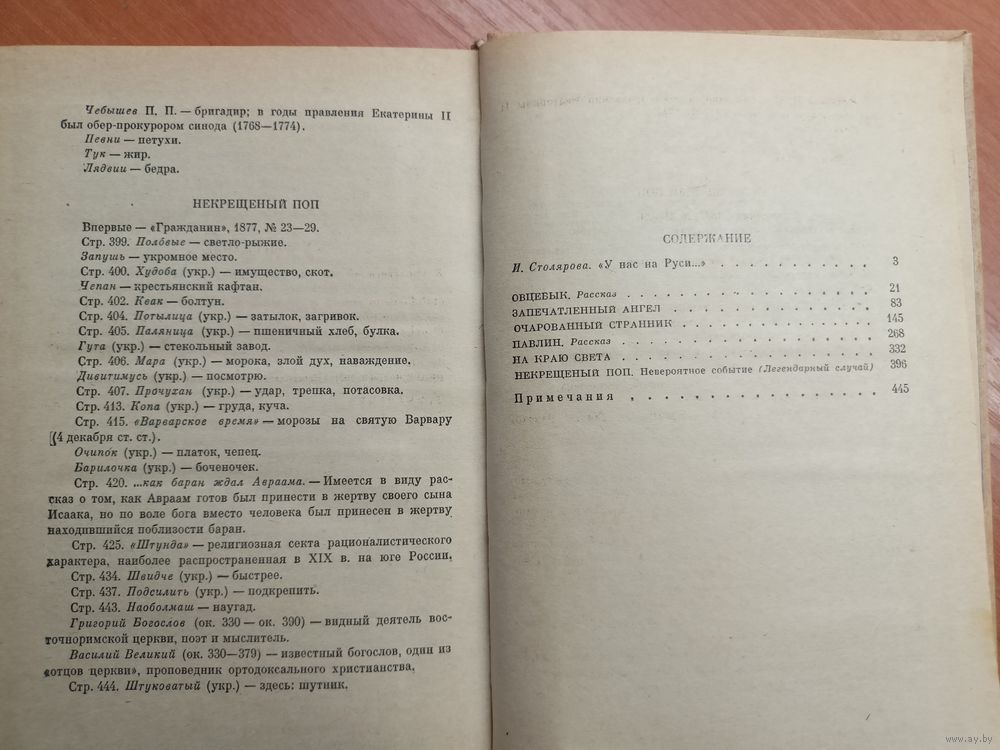 Чебышев П. П. — бригадир; в годы правления Екатерины II
был обер-прокурором синода (1768—1774).
Певни — петухи.
Тук — жир.
Лядвии — бедра.
НЕКРЕЩЕНЫЙ ПОП
Впервые — «Гражданин», 1877, № 23—29.
Стр. 399. Полóвые — светло-рыжие.
Запушь — укромное место.
Стр. 400. Худоба (укр.) — имущество, скот.
Чепан — крестьянский кафтан.
Стр. 402. Квак — болтун.
Стр. 404. Потылица (укр.) — затылок, загривок.
Стр. 405. Паляница (укр.) — пшеничный хлеб, булка.
Гута (укр.) — стекольный завод.
Стр. 406. Мара (укр.) — морока, злой дух, наваждение.
Дивитимусь — посмотрю.
Стр. 407. Прочухан (укр.) — удар, трепка, потасовка.
Стр. 413. Копа (укр.) — груда, куча.
Стр. 415. «Варварское время» — морозы на святую Варвару
(4 декабря ст. ст.).
Очипок (укр.) — платок, чепец.
Барилочка (укр.) — боченочек.
Стр. 420. ...как баран ждал Авраама. — Имеется в виду рас-
сказ о том, как Авраам готов был принести в жертву своего сына
Исаака, но по воле бога вместо человека был принесен в жертву
находившийся поблизости баран.
Стр. 425. «Штунда» — религиозная секта рационалистического
характера, наиболее распространенная в XIX в. на юге России.
Стр. 434. Швидче (укр.) — быстрее.
Стр. 437. Подсилить (укр.) — подкрепить.
Стр. 443. Наоболмаш — наугад.
Григорий Богослов (ок. 330 — ок. 390) — видный деятель вос-
точноримской церкви, поэт и мыслитель.
Василий Великий (ок. 330—379) — известный богослов, один из
«отцов церкви», проповедник ортодоксального христианства.
Стр. 444. Штуковатый (укр.) — здесь: шутник.
СОДЕРЖАНИЕ
И. Столярова. «У нас на Руси...» . . . . . . . . . . . 3
ОВЦЕБЫК. Рассказ . . . . . . . . . . . . . 21
ЗАПЕЧАТЛЕННЫЙ АНГЕЛ . . . . . . . . . . . 83
ОЧАРОВАННЫЙ СТРАННИК . . . . . . . . . . . 145
ПАВЛИН. Рассказ . . . . . . . . . . . . . . 268
НА КРАЮ СВЕТА . . . . . . . . . . . . . . 332
НЕКРЕЩЕНЫЙ ПОП. Невероятное событие (Легендарный случай) 396
Примечания . . . . . . . . . . . . . . 445
www.ay.by